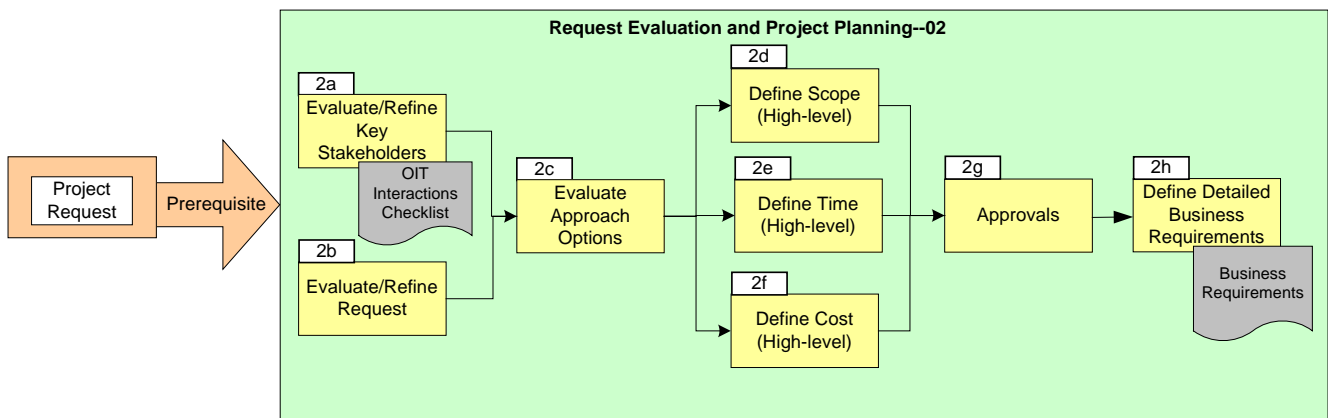 Request Evaluation and Project Planning--02
Project
Request
Prerequisite
2a
Evaluate/Refine
Key
Stakeholders
OIT
Interactions
Checklist
2b
Evaluate/Refine
Request
2c
Evaluate
Approach
Options
2d
Define Scope
(High-level)
2e
Define Time
(High-level)
2f
Define Cost
(High-level)
2g
Approvals
2h
Define Detailed
Business
Requirements
Business
Requirements